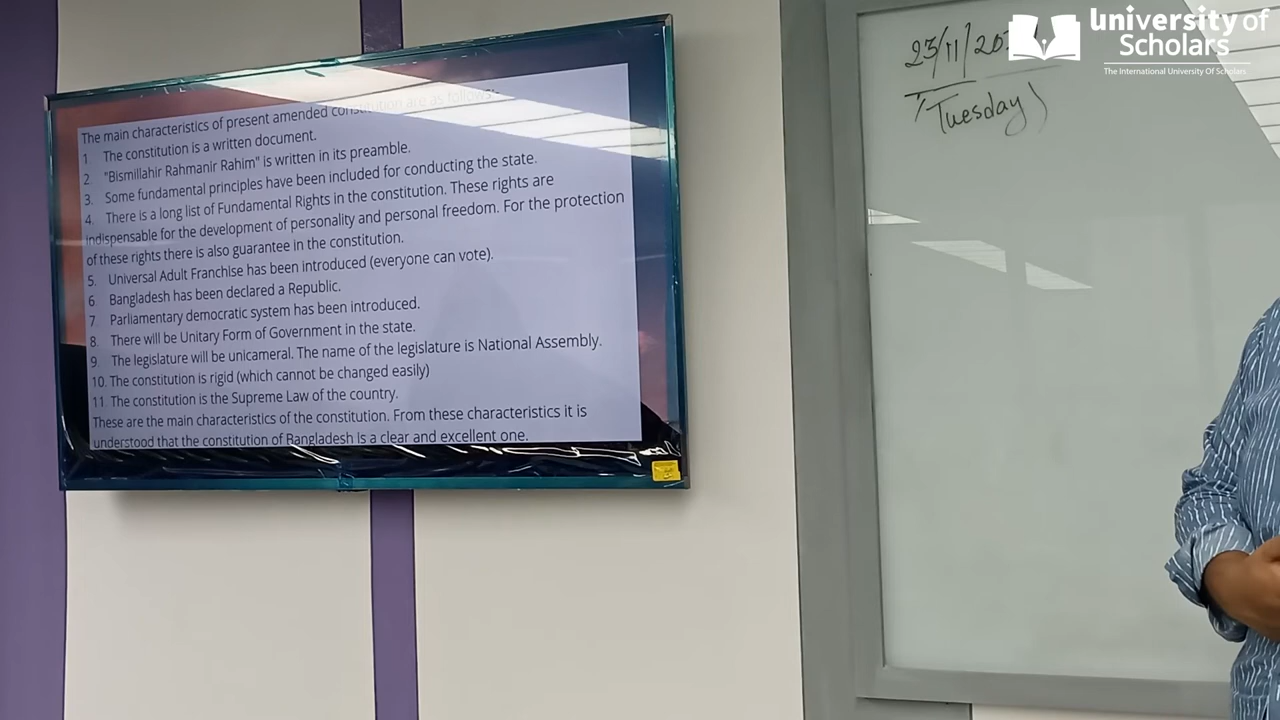 The main characteristics of present amended constitution are as follows:
1. The constitution is a written document.
2. "Bismillahir Rahmanir Rahim" is written in its preamble.
3. Some fundamental principles have been included for conducting the state.
4. There is a long list of Fundamental Rights in the constitution. These rights are
indispensable for the development of personality and personal freedom. For the protection
of these rights there is also guarantee in the constitution.
5. Universal Adult Franchise has been introduced (everyone can vote).
6. Bangladesh has been declared a Republic.
7. Parliamentary democratic system has been introduced.
8. There will be Unitary Form of Government in the state.
9. The legislature will be unicameral. The name of the legislature is National Assembly.
10. The constitution is rigid (which cannot be changed easily)
11. The constitution is the Supreme Law of the country.
These are the main characteristics of the constitution. From these characteristics it is
understood that the constitution of Bangladesh is a clear and excellent one.
(Tuesday)
university of
Scholars
The International University Of Scholars